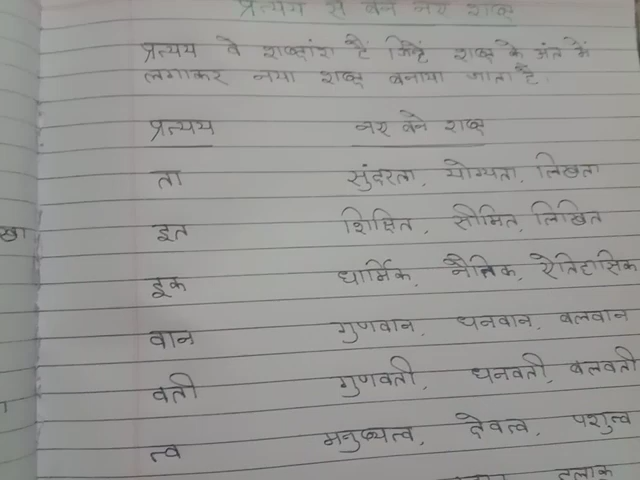 प्रत्यय से बने नए शब्द
प्रत्यय वे शब्दांश हैं जिन्हें शब्द के अंत में
लगाकर नया शब्द बनाया जाता है.
प्रत्यय नए बने शब्द
ता सुंदरता, योग्यता, लिखता
इत शिक्षित, सीमित, लिखित
इक धार्मिक, नैतिक, ऐतिहासिक
वान गुणवान, धनवान, बलवान
वती गुणवती, धनवती, बलवती
त्व मनुष्यत्व, देवत्व, पशुत्व